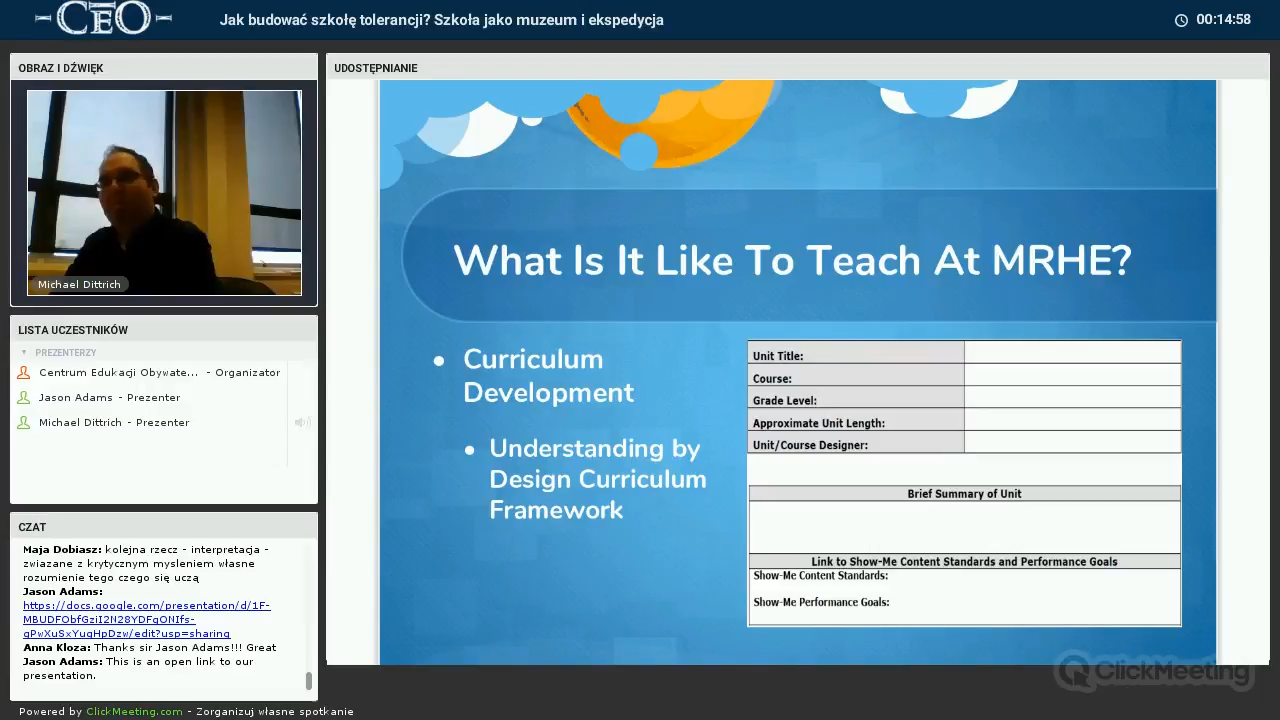 CEO
Jak budować szkołę tolerancji? Szkoła jako muzeum i ekspedycja
00:14:58
OBRAZ I DŹWIĘK
Michael Dittrich
LISTA UCZESTNIKÓW
PREZENTERZY
Centrum Edukacji Obywate... - Organizator
Jason Adams - Prezenter
Michael Dittrich - Prezenter
CZAT
Maja Dobiasz: kolejna rzecz - interpretacja -
zwiazane z krytycznym mysleniem własne
rozumienie tego czego się uczą
Jason Adams:
https://docs.google.com/presentation/d/1F-
MBUDFObfGziI2N28YDFqONIfs-
qPwXuSxYugHpDzw/edit?usp=sharing
Anna Kloza: Thanks sir Jason Adams!!! Great
Jason Adams: This is an open link to our
presentation.
UDOSTĘPNIANIE
What Is It Like To Teach At MRHE?
Curriculum
Development
Understanding by
Design Curriculum
Framework
Unit Title:
Course:
Grade Level:
Approximate Unit Length:
Unit/Course Designer:
Brief Summary of Unit
Link to Show-Me Content Standards and Performance Goals
Show-Me Content Standards:
Show-Me Performance Goals:
ClickMeeting
Powered by ClickMeeting.com - Zorganizuj własne spotkanie